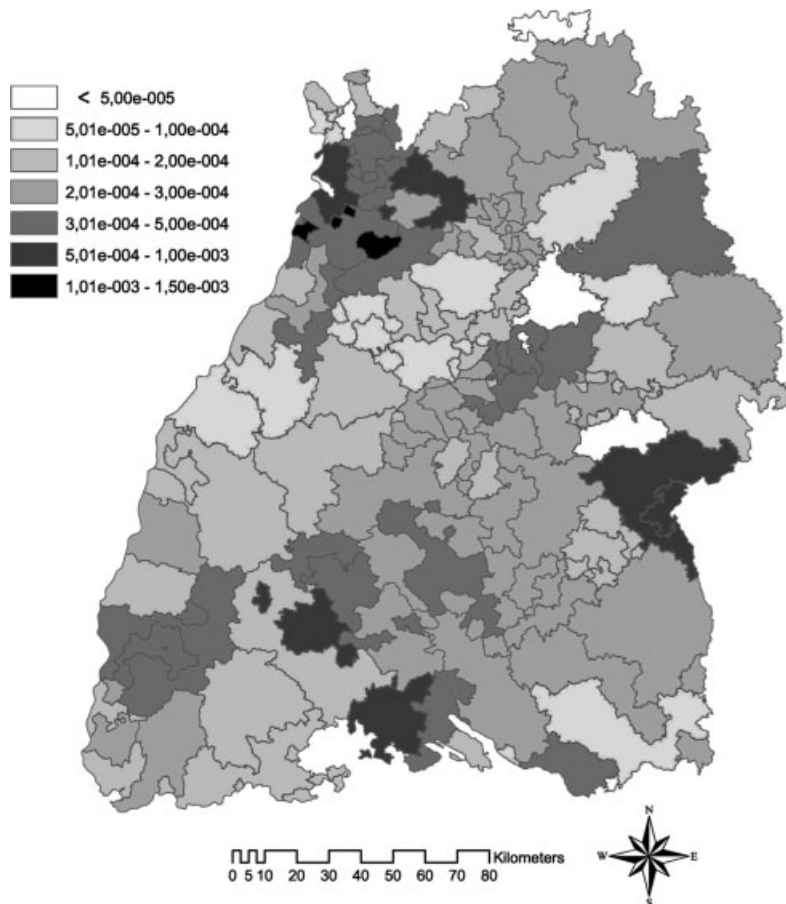 < 5,00e-005
5,01e-005 - 1,00e-004
1,01e-004 - 2,00e-004
2,01e-004 - 3,00e-004
3,01e-004 - 5,00e-004
5,01e-004 - 1,00e-003
1,01e-003 - 1,50e-003
Kilometers
0 5 10 20 30 40 50 60 70 80
N
W E
S